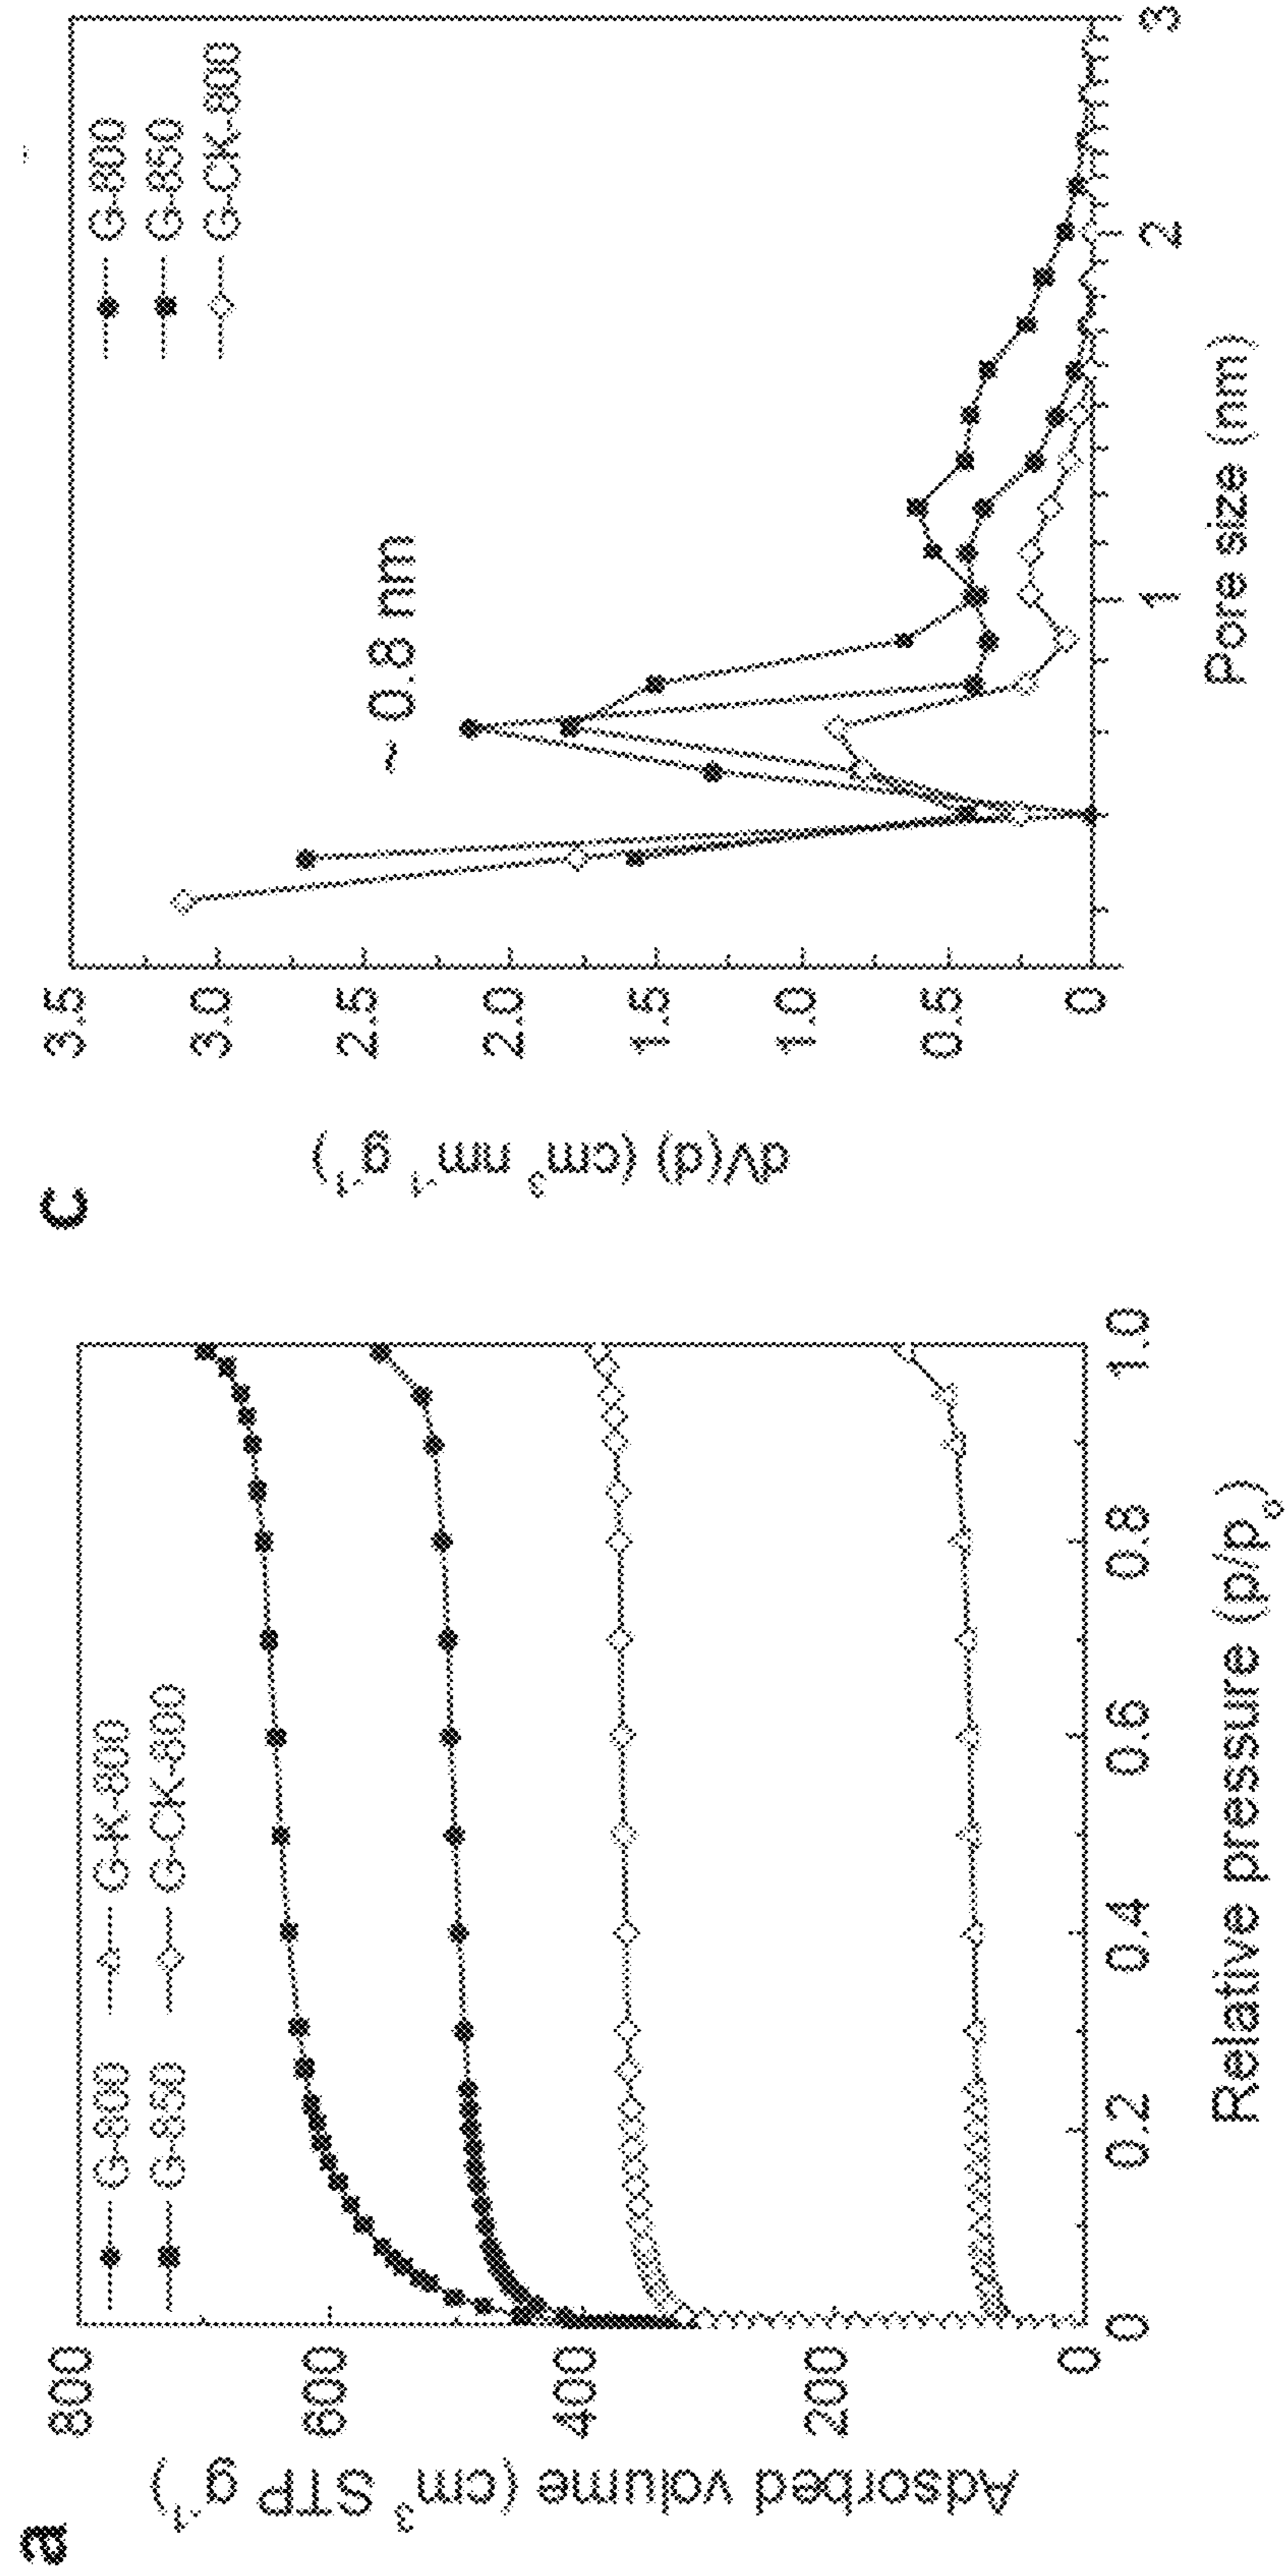 a
Adsorbed volume (cm³ STP g⁻¹)
800
600
400
200
0
G-800
G-K-800
G-850
G-CK-800
0
0.2
0.4
0.6
0.8
1.0
Relative pressure (p/p₀)
c
dV(d) (cm³ nm⁻¹ g⁻¹)
3.5
3.0
2.5
2.0
1.5
1.0
0.5
0
G-800
G-850
G-CK-800
~ 0.8 nm
1
2
3
Pore size (nm)